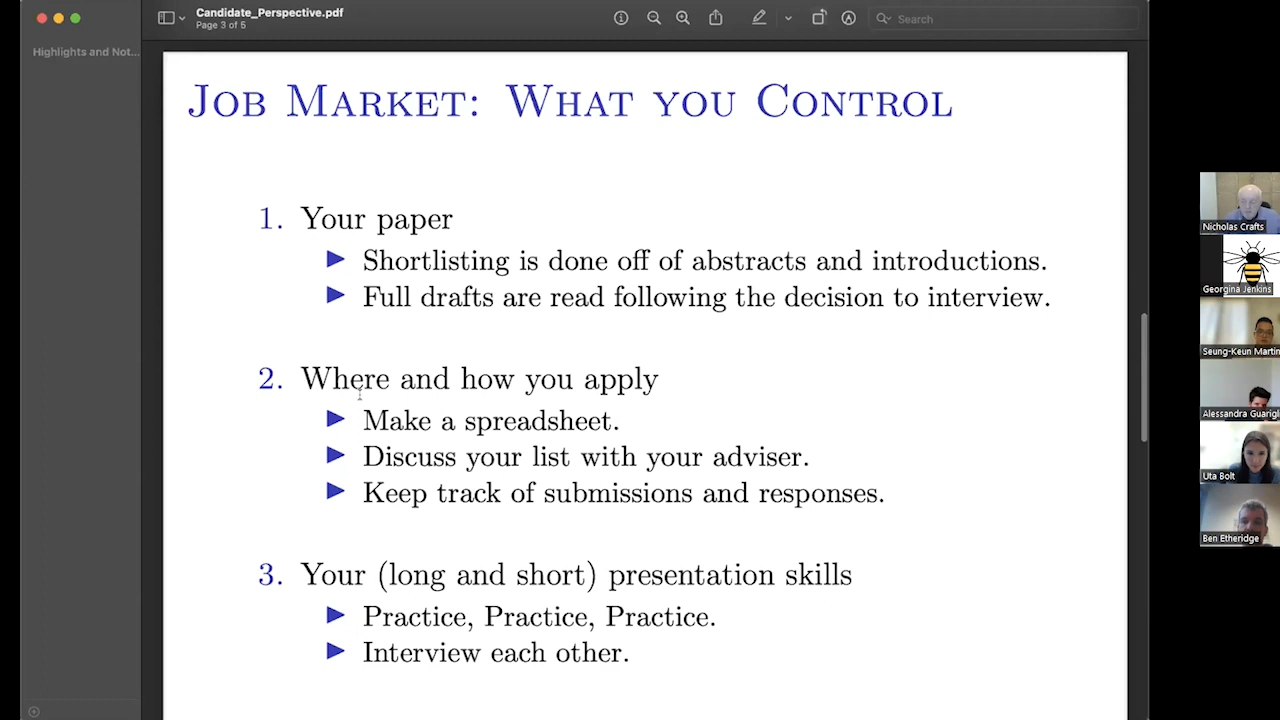 Candidate_Perspective.pdf
Page 3 of 5
Search
Highlights and Not...
JOB MARKET: WHAT YOU CONTROL
1. Your paper
▶ Shortlisting is done off of abstracts and introductions.
▶ Full drafts are read following the decision to interview.
2. Where and how you apply
▶ Make a spreadsheet.
▶ Discuss your list with your adviser.
▶ Keep track of submissions and responses.
3. Your (long and short) presentation skills
▶ Practice, Practice, Practice.
▶ Interview each other.
Nicholas Crafts
Georgina Jenkins
Seung-Keun Martin
Alessandra Guarigl
Uta Bolt
Ben Etheridge